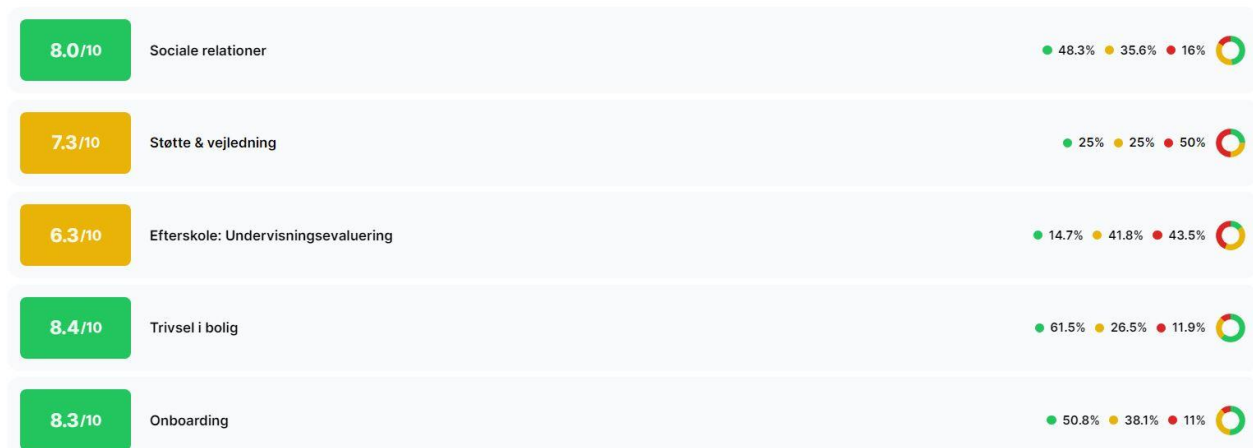 8.0/10 Sociale relationer 48.3% 35.6% 16%
7.3/10 Støtte & vejledning 25% 25% 50%
6.3/10 Efterskole: Undervisningsevaluering 14.7% 41.8% 43.5%
8.4/10 Trivsel i bolig 61.5% 26.5% 11.9%
8.3/10 Onboarding 50.8% 38.1% 11%